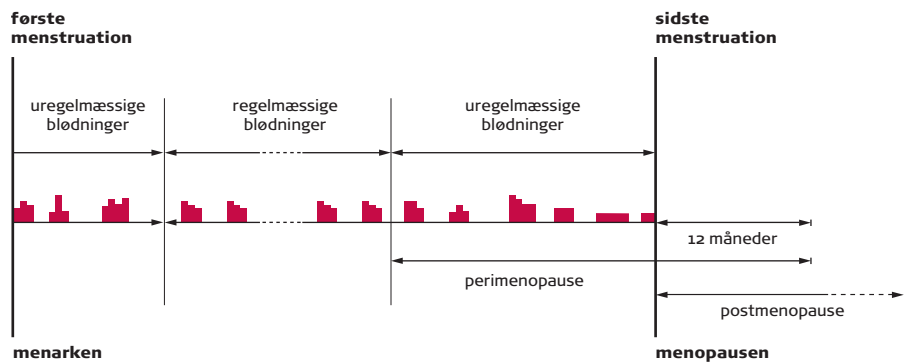 første
menstruation
sidste
menstruation
uregelmæssige
blødninger
regelmæssige
blødninger
uregelmæssige
blødninger
12 måneder
perimenopause
postmenopause
menarken
menopausen